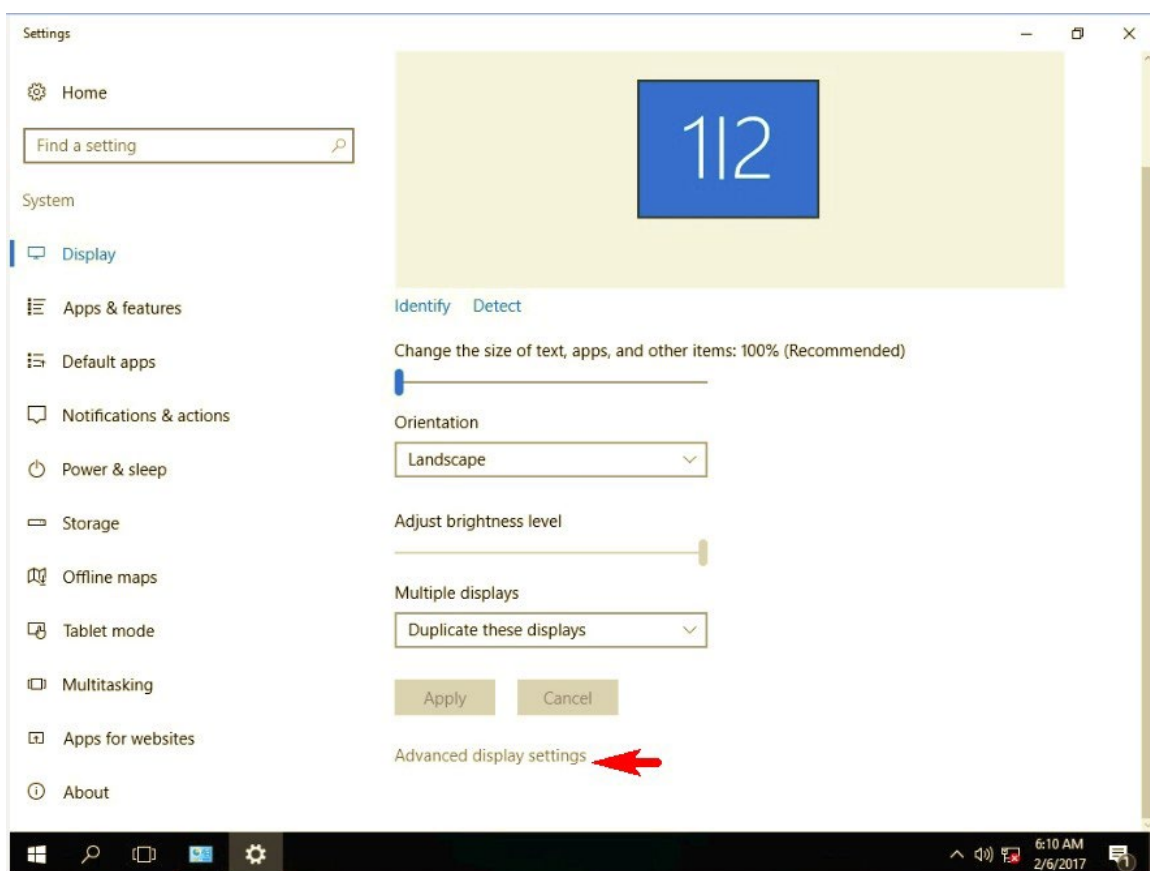 Settings
Home
Find a setting
System
Display
Apps & features
Default apps
Notifications & actions
Power & sleep
Storage
Offline maps
Tablet mode
Multitasking
Apps for websites
About
1|2
Identify Detect
Change the size of text, apps, and other items: 100% (Recommended)
Orientation
Landscape
Adjust brightness level
Multiple displays
Duplicate these displays
Apply Cancel
Advanced display settings
6:10 AM
2/6/2017
1